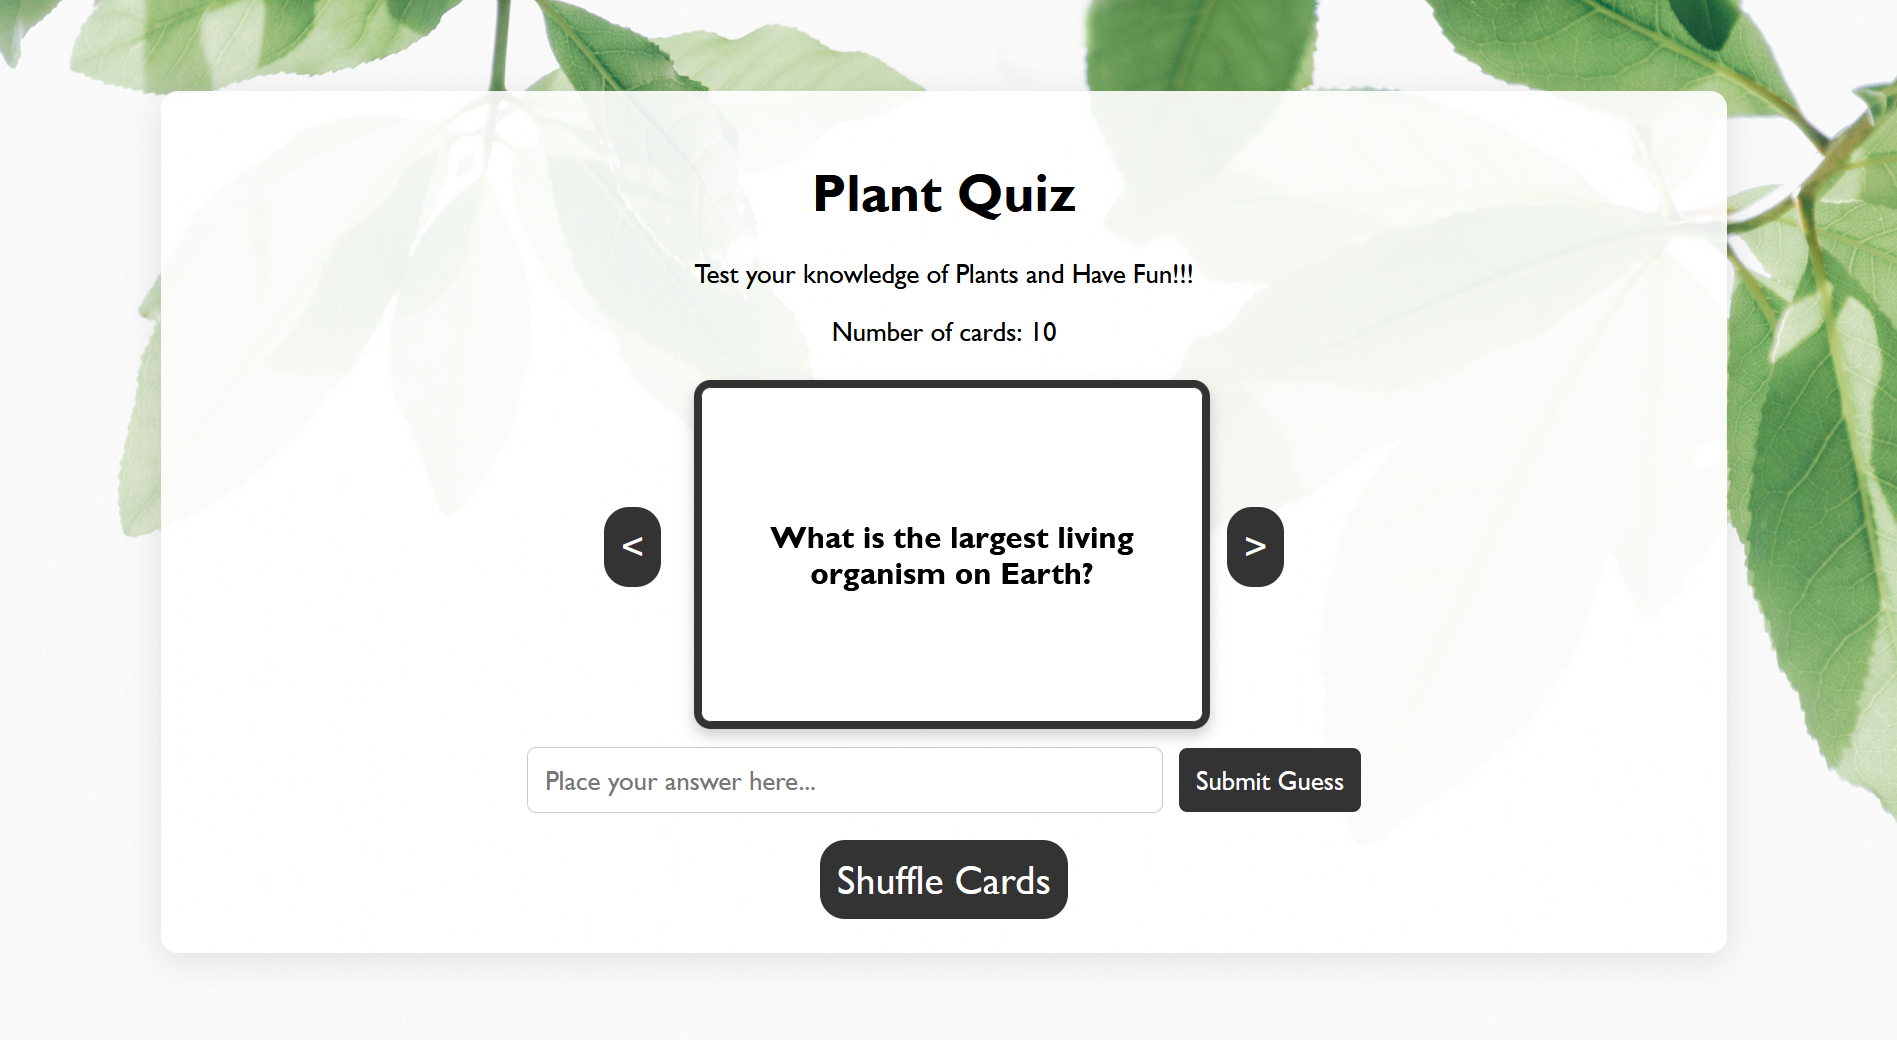 Plant Quiz
Test your knowledge of Plants and Have Fun!!!
Number of cards: 10
What is the largest living
organism on Earth?
<
>
Place your answer here...
Submit Guess
Shuffle Cards